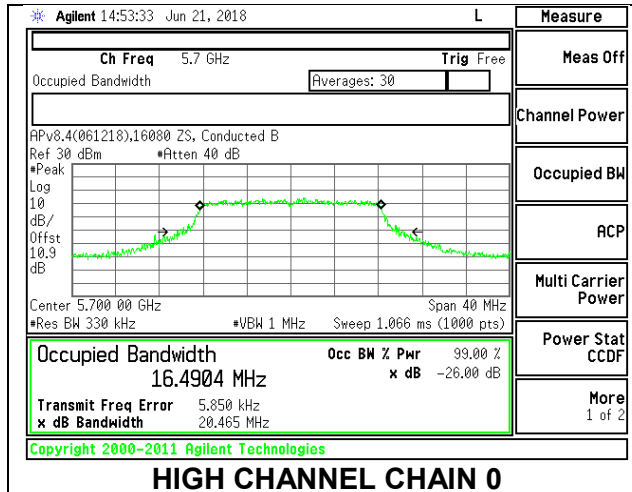 Agilent 14:53:33 Jun 21, 2018 L
Measure
Ch Freq 5.7 GHz Trig Free
Meas Off
Occupied Bandwidth Averages: 30
Channel Power
APv8.4(061218),16080 ZS, Conducted B
Ref 30 dBm #Atten 40 dB
Occupied BW
#Peak
Log
10
dB/
Offst
10.9
dB
ACP
Multi Carrier
Power
Center 5.700 00 GHz Span 40 MHz
#Res BW 330 kHz #VBW 1 MHz Sweep 1.066 ms (1000 pts)
Power Stat
CCDF
Occupied Bandwidth Occ BW % Pwr 99.00 %
16.4904 MHz x dB -26.00 dB
More
1 of 2
Transmit Freq Error 5.850 kHz
x dB Bandwidth 20.465 MHz
Copyright 2000-2011 Agilent Technologies
HIGH CHANNEL CHAIN 0